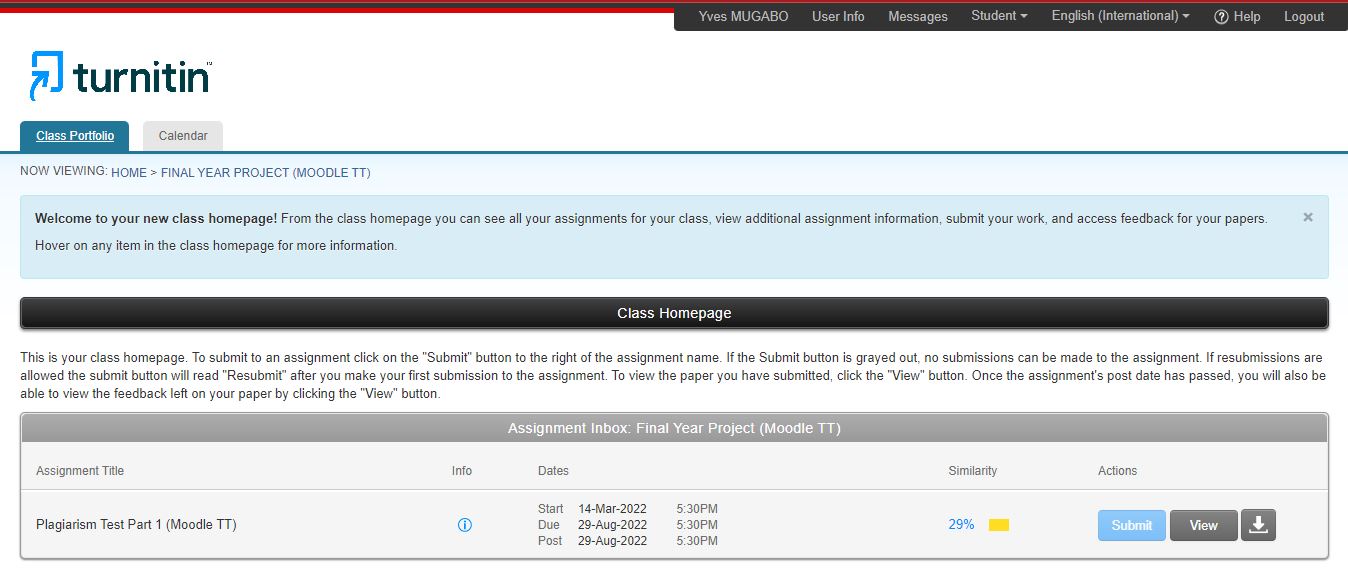 Yves MUGABO User Info Messages Student English (International) Help Logout
turnitin
Class Portfolio Calendar
NOW VIEWING: HOME > FINAL YEAR PROJECT (MOODLE TT)
Welcome to your new class homepage! From the class homepage you can see all your assignments for your class, view additional assignment information, submit your work, and access feedback for your papers.
Hover on any item in the class homepage for more information.
Class Homepage
This is your class homepage. To submit to an assignment click on the "Submit" button to the right of the assignment name. If the Submit button is grayed out, no submissions can be made to the assignment. If resubmissions are
allowed the submit button will read "Resubmit" after you make your first submission to the assignment. To view the paper you have submitted, click the "View" button. Once the assignment's post date has passed, you will also be
able to view the feedback left on your paper by clicking the "View" button.
Assignment Inbox: Final Year Project (Moodle TT)
Assignment Title Info Dates Similarity Actions
Start 14-Mar-2022 5:30PM
Plagiarism Test Part 1 (Moodle TT) Due 29-Aug-2022 5:30PM 29% Submit View
Post 29-Aug-2022 5:30PM